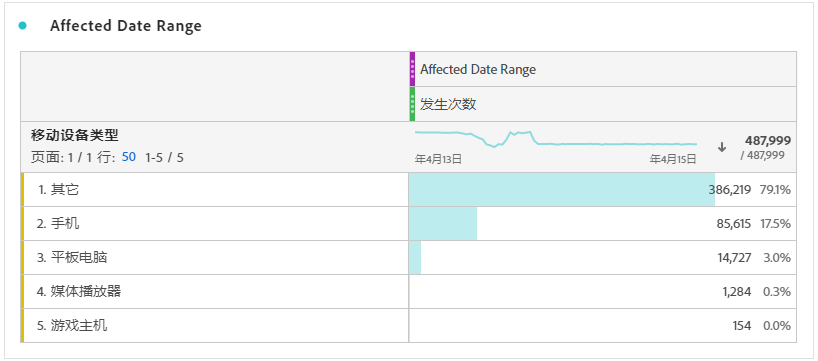 Affected Date Range
Affected Date Range
发生次数
移动设备类型
页面: 1 / 1 行: 50 1-5 / 5
年4月13日
年4月15日
487,999
/ 487,999
1. 其它 386,219 79.1%
2. 手机 85,615 17.5%
3. 平板电脑 14,727 3.0%
4. 媒体播放器 1,284 0.3%
5. 游戏主机 154 0.0%